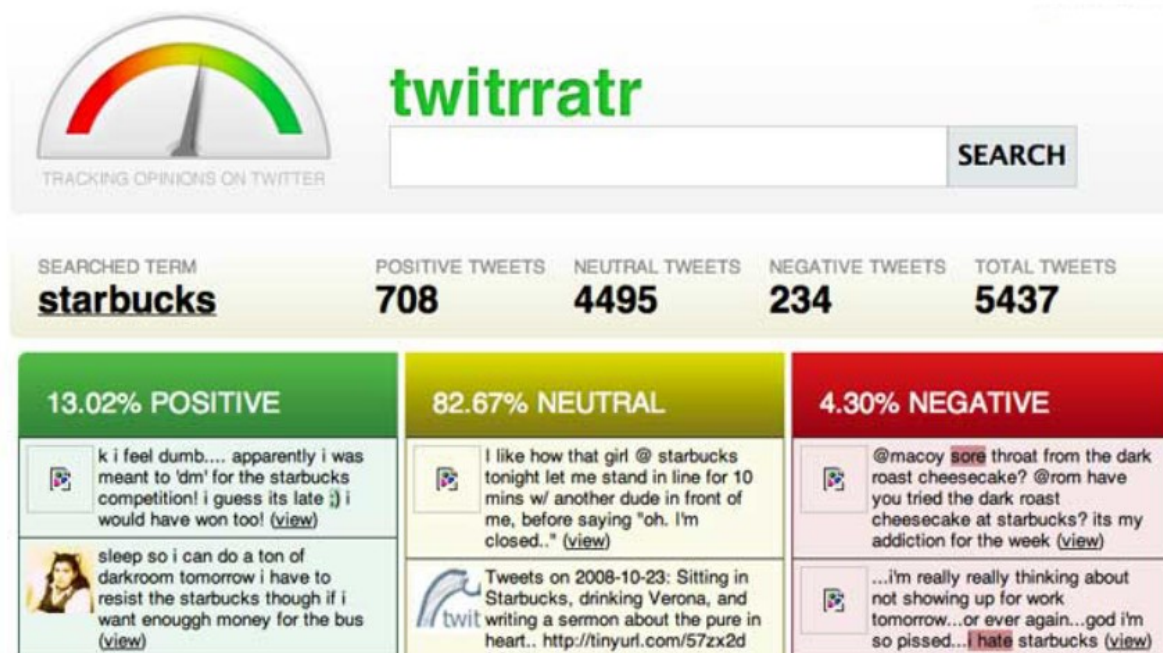 twitrratr
SEARCH
TRACKING OPINIONS ON TWITTER
SEARCHED TERM
starbucks
POSITIVE TWEETS
708
NEUTRAL TWEETS
4495
NEGATIVE TWEETS
234
TOTAL TWEETS
5437
13.02% POSITIVE
k i feel dumb.... apparently i was
meant to 'dm' for the starbucks
competition! i guess its late ;) i
would have won too! (view)
sleep so i can do a ton of
darkroom tomorrow i have to
resist the starbucks though if i
want enouggh money for the bus
(view)
82.67% NEUTRAL
I like how that girl @ starbucks
tonight let me stand in line for 10
mins w/ another dude in front of
me, before saying "oh. I'm
closed.." (view)
twit
Tweets on 2008-10-23: Sitting in
Starbucks, drinking Verona, and
writing a sermon about the pure in
heart.. http://tinyurl.com/57zx2d
4.30% NEGATIVE
@macoy sore throat from the dark
roast cheesecake? @rom have
you tried the dark roast
cheesecake at starbucks? its my
addiction for the week (view)
...i'm really really thinking about
not showing up for work
tomorrow...or ever again...god i'm
so pissed...i hate starbucks (view)